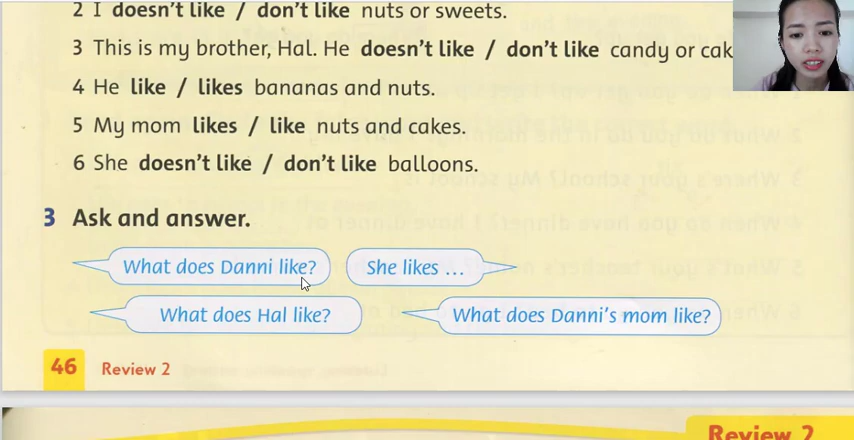 2 I doesn't like / don't like nuts or sweets.
3 This is my brother, Hal. He doesn't like / don't like candy or cak
4 He like / likes bananas and nuts.
5 My mom likes / like nuts and cakes.
6 She doesn't like / don't like balloons.
3 Ask and answer.
What does Danni like? She likes ...
What does Hal like? What does Danni's mom like?
46 Review 2
Review 2